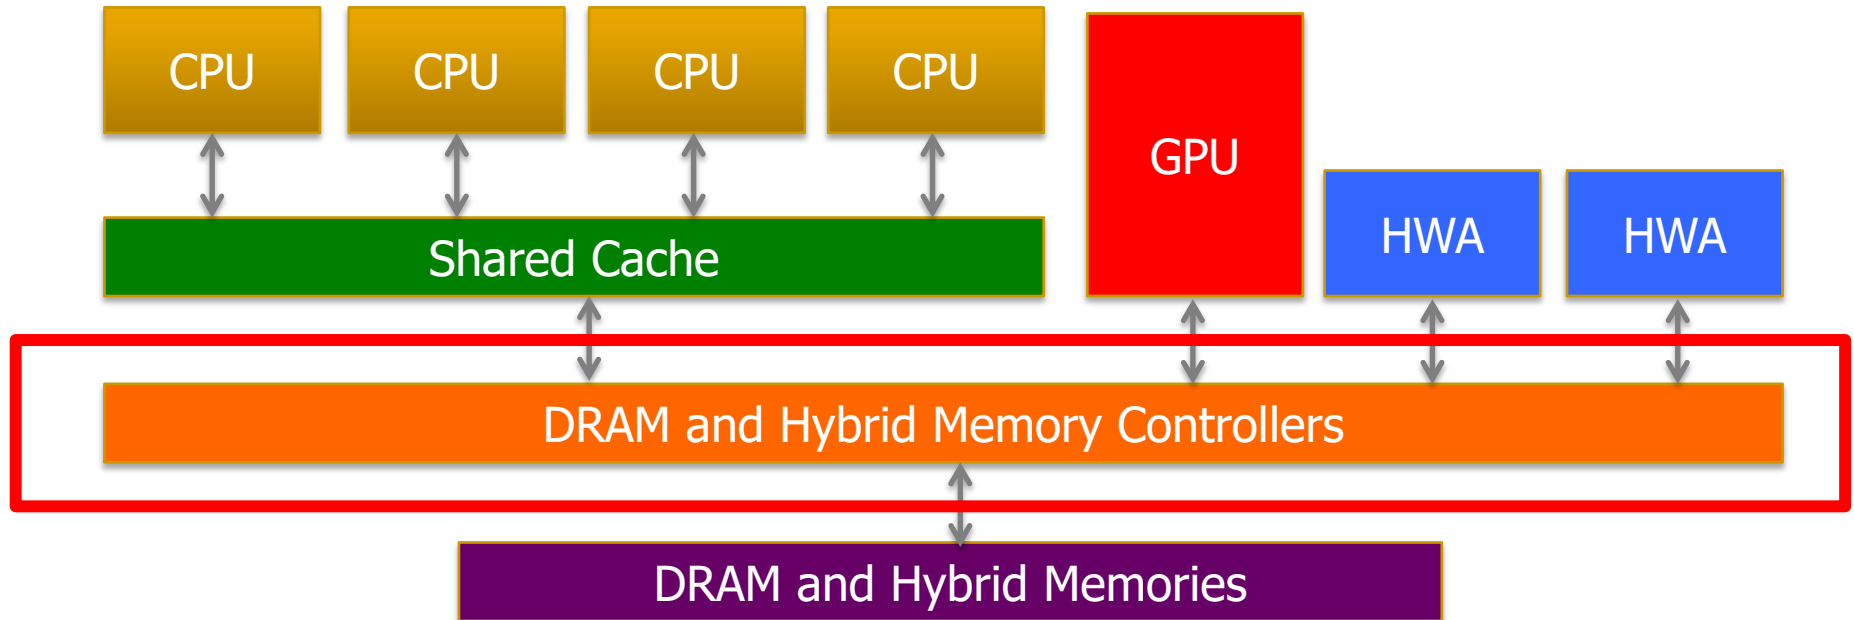 CPU
CPU
CPU
CPU
GPU
HWA
HWA
Shared Cache
DRAM and Hybrid Memory Controllers
DRAM and Hybrid Memories